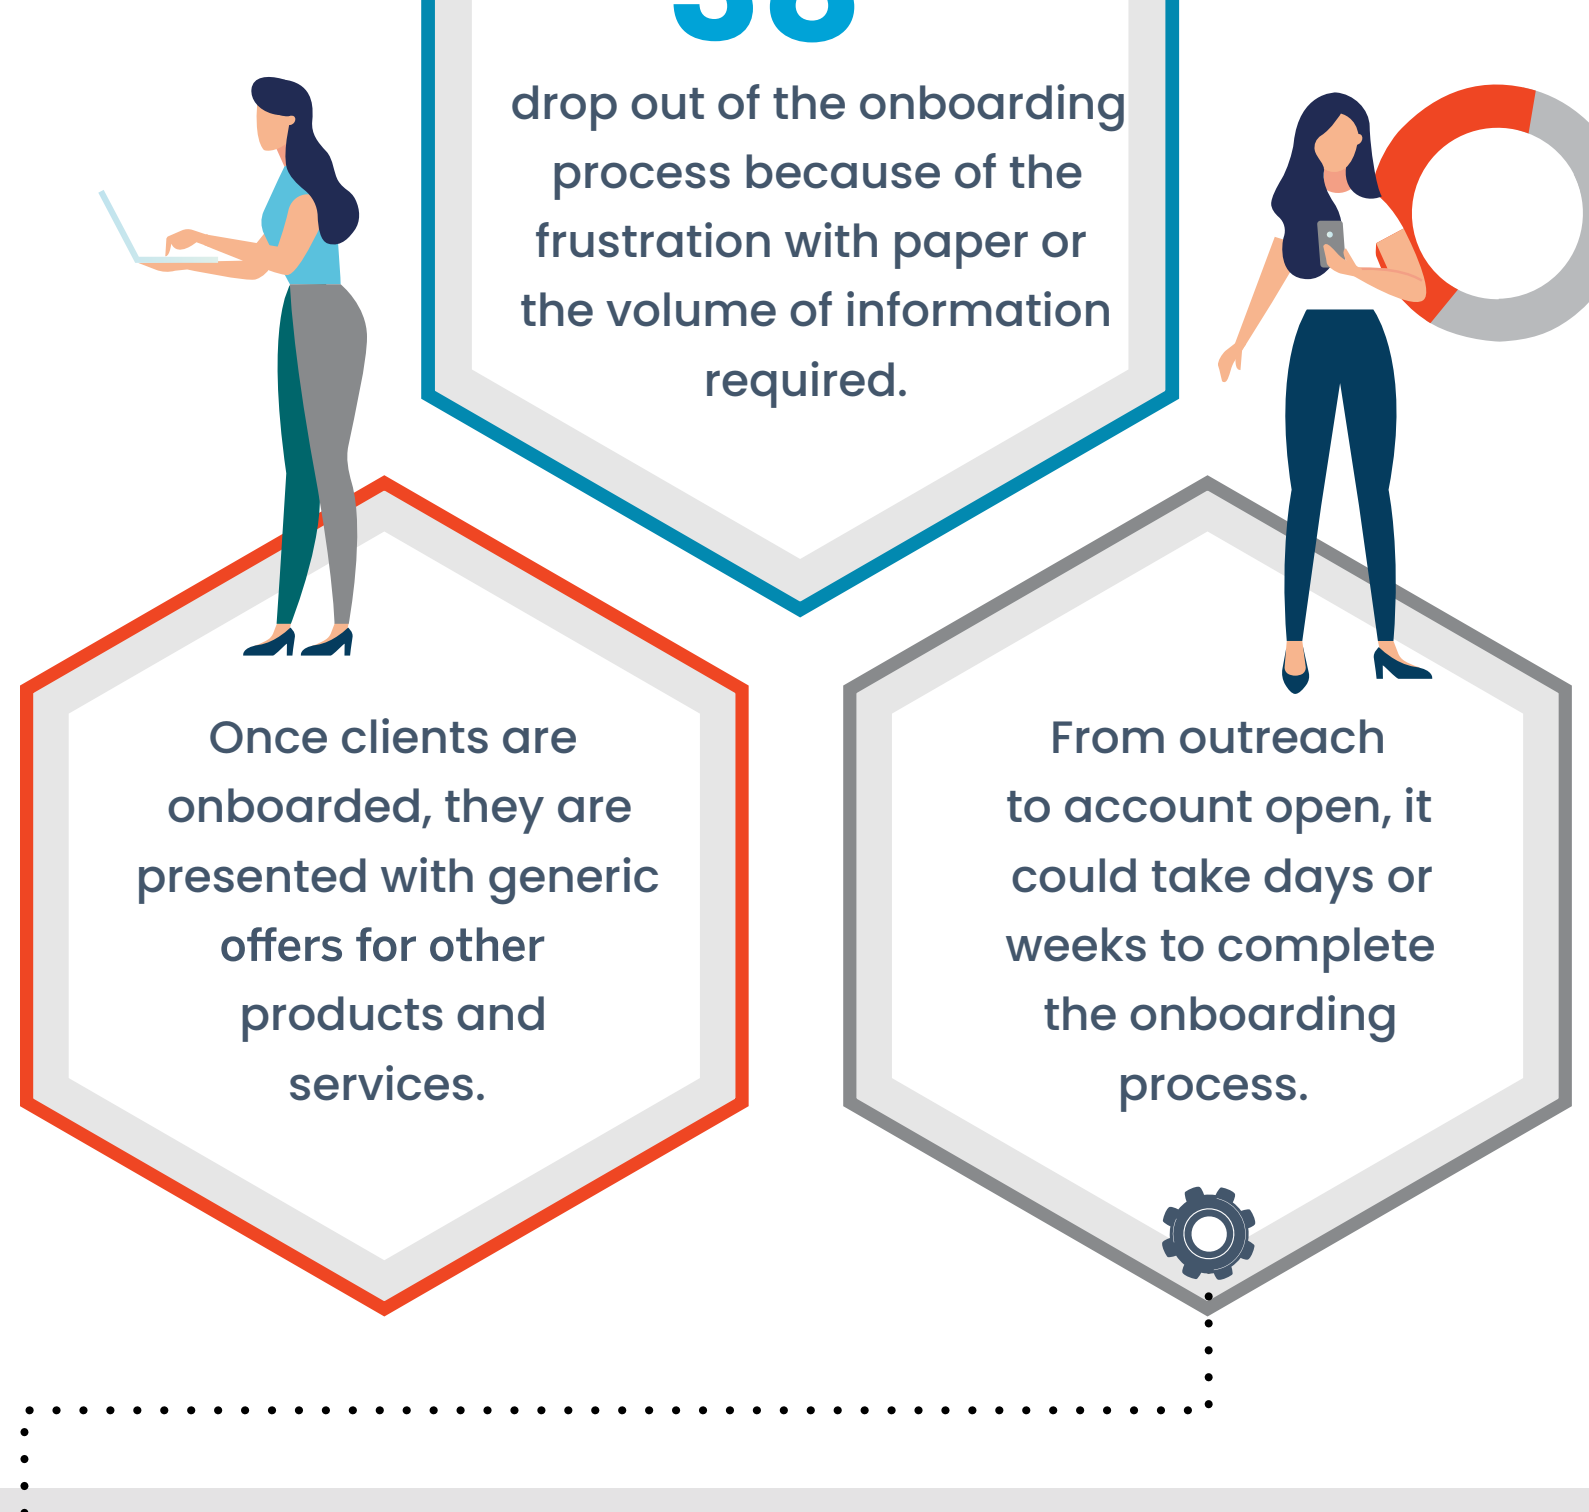 drop out of the onboarding
process because of the
frustration with paper or
the volume of information
required.
Once clients are
onboarded, they are
presented with generic
offers for other
products and
services.
From outreach
to account open, it
could take days or
weeks to complete
the onboarding
process.